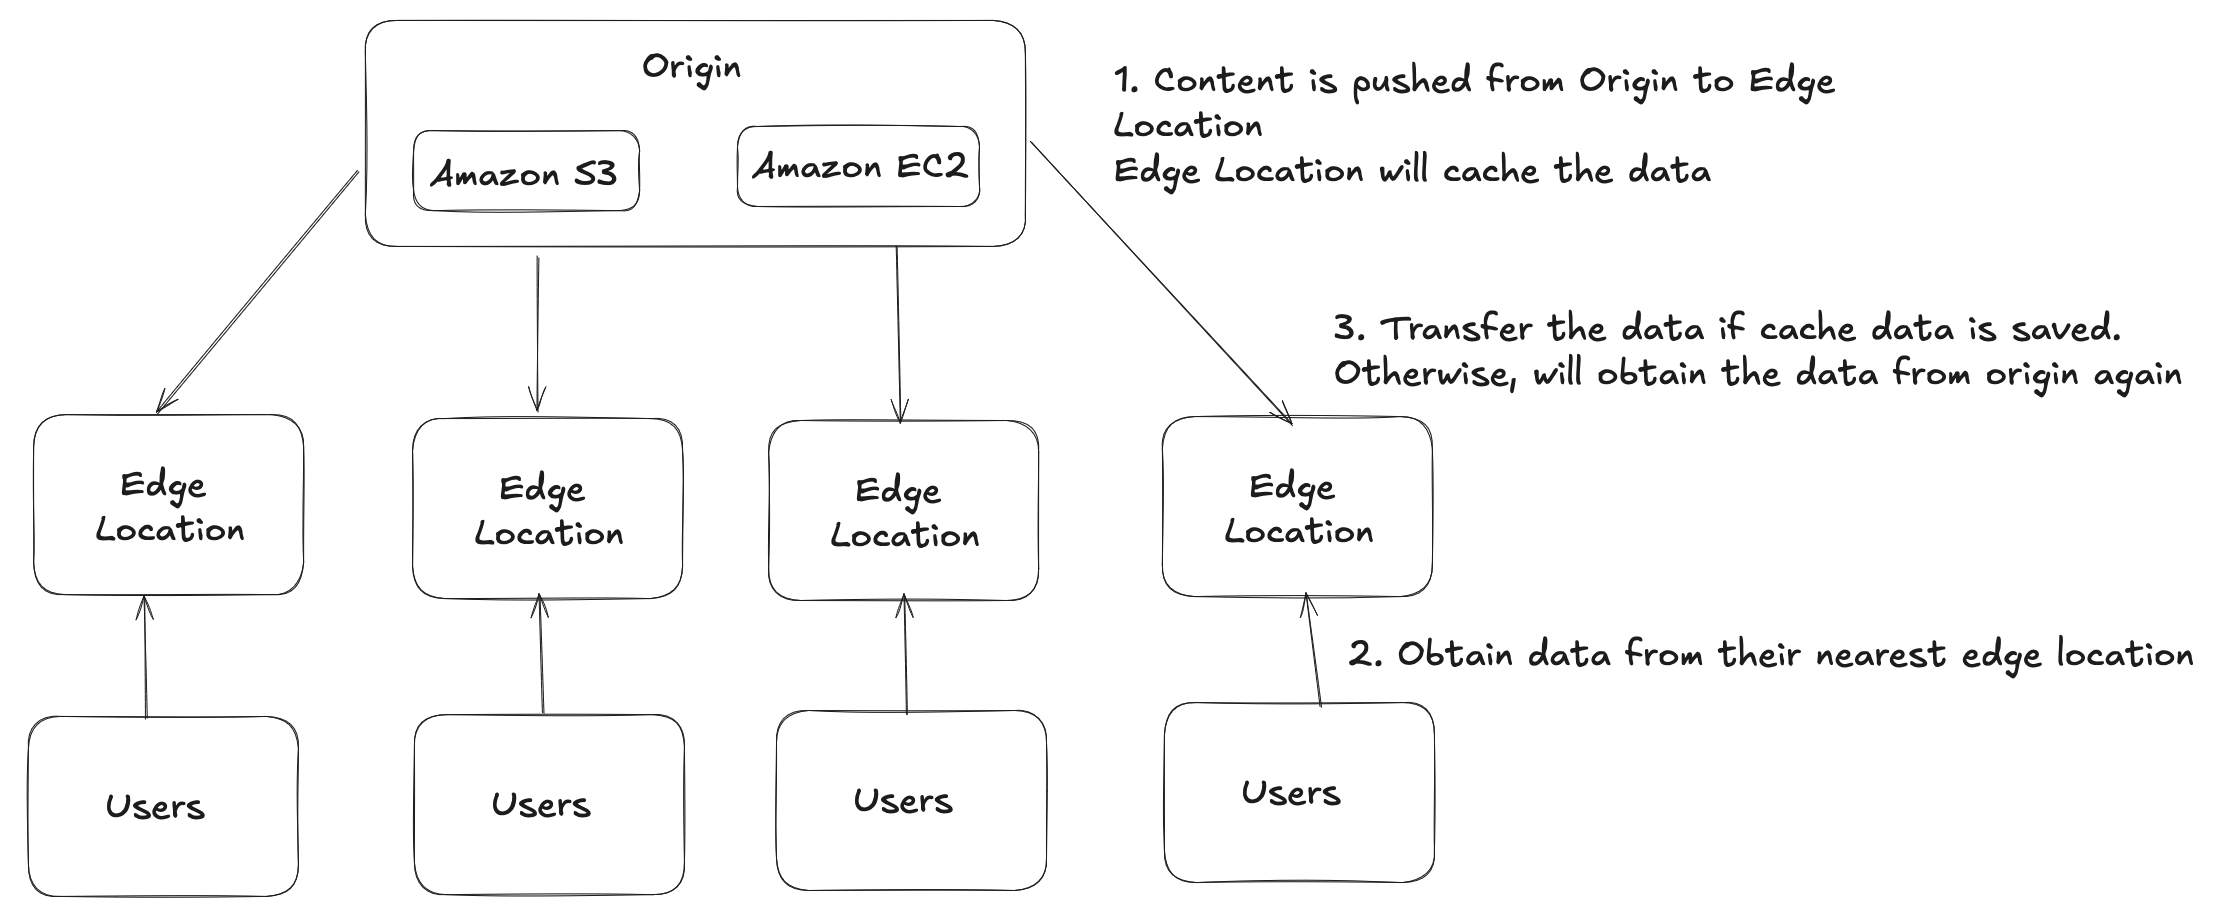 Origin
Amazon S3
Amazon EC2
1. Content is pushed from Origin to Edge
Location
Edge Location will cache the data
3. Transfer the data if cache data is saved.
Otherwise, will obtain the data from origin again
Edge
Location
Edge
Location
Edge
Location
Edge
Location
2. Obtain data from their nearest edge location
Users
Users
Users
Users